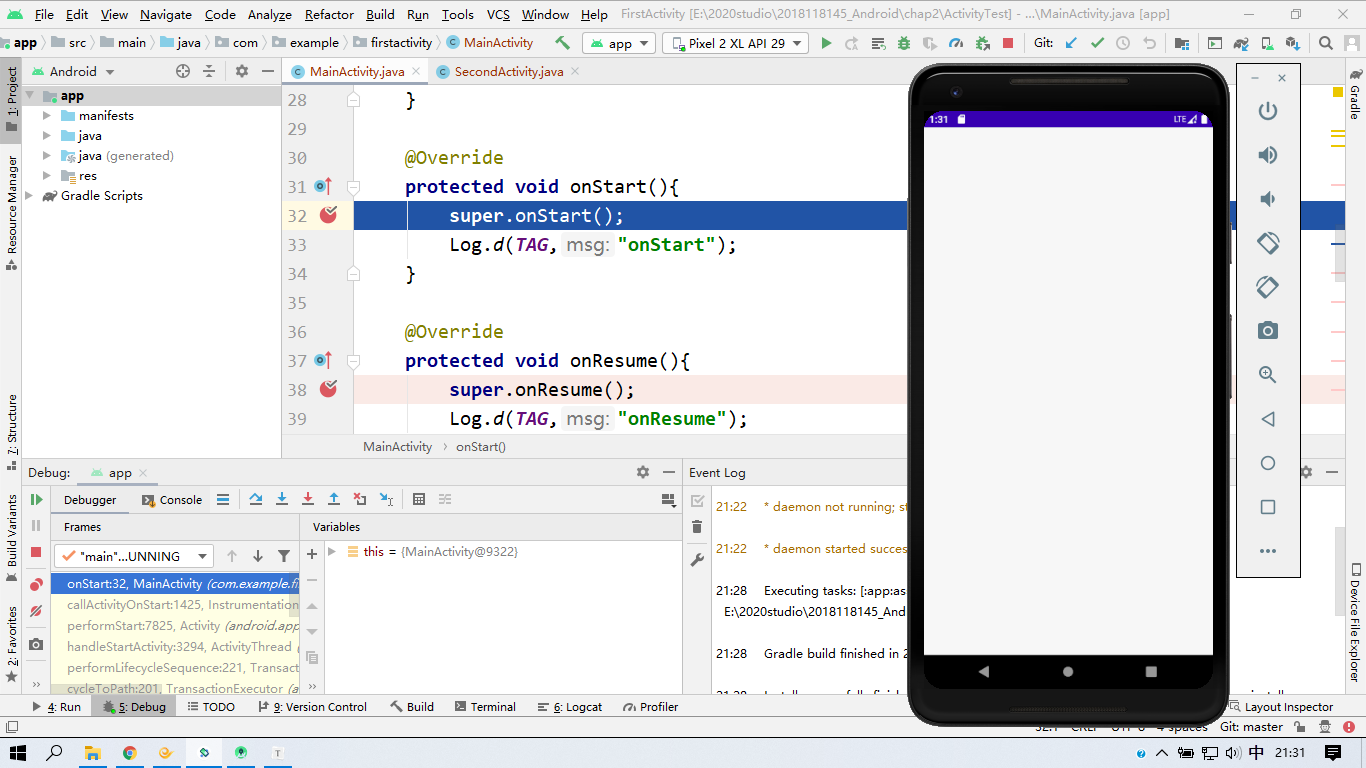 File Edit View Navigate Code Analyze Refactor Build Run Tools VCS Window Help FirstActivity [E:\2020studio\2018118145_Android\chap2\ActivityTest] - ...\MainActivity.java [app]
app src main java com example firstactivity MainActivity app Pixel 2 XL API 29 Git:
1: Project
Resource Manager
7: Structure
Build Variants
2: Favorites
Android
app
manifests
java
java (generated)
res
Gradle Scripts
MainActivity.java SecondActivity.java
28 }
29
30 @Override
31 protected void onStart(){
32 super.onStart();
33 Log.d(TAG, msg: "onStart");
34 }
35
36 @Override
37 protected void onResume(){
38 super.onResume();
39 Log.d(TAG, msg: "onResume");
MainActivity › onStart()
1:31 LTE
Gradle
Device File Explorer
Debug: app
Debugger Console
Frames
"main"...UNNING
onStart:32, MainActivity (com.example.fi
callActivityOnStart:1425, Instrumentation
performStart:7825, Activity (android.app
handleStartActivity:3294, ActivityThread (
performLifecycleSequence:221, Transact
cycleToPath:201, TransactionExecutor (a
Variables
this = {MainActivity@9322}
Event Log
21:22 * daemon not running; st
21:22 * daemon started succes
21:28 Executing tasks: [:app:as
E:\2020studio\2018118145_And
21:28 Gradle build finished in 2
4: Run 5: Debug TODO 9: Version Control Build Terminal 6: Logcat Profiler Layout Inspector
32:1 CRLF UTF-8 4 spaces Git: master
中 21:31